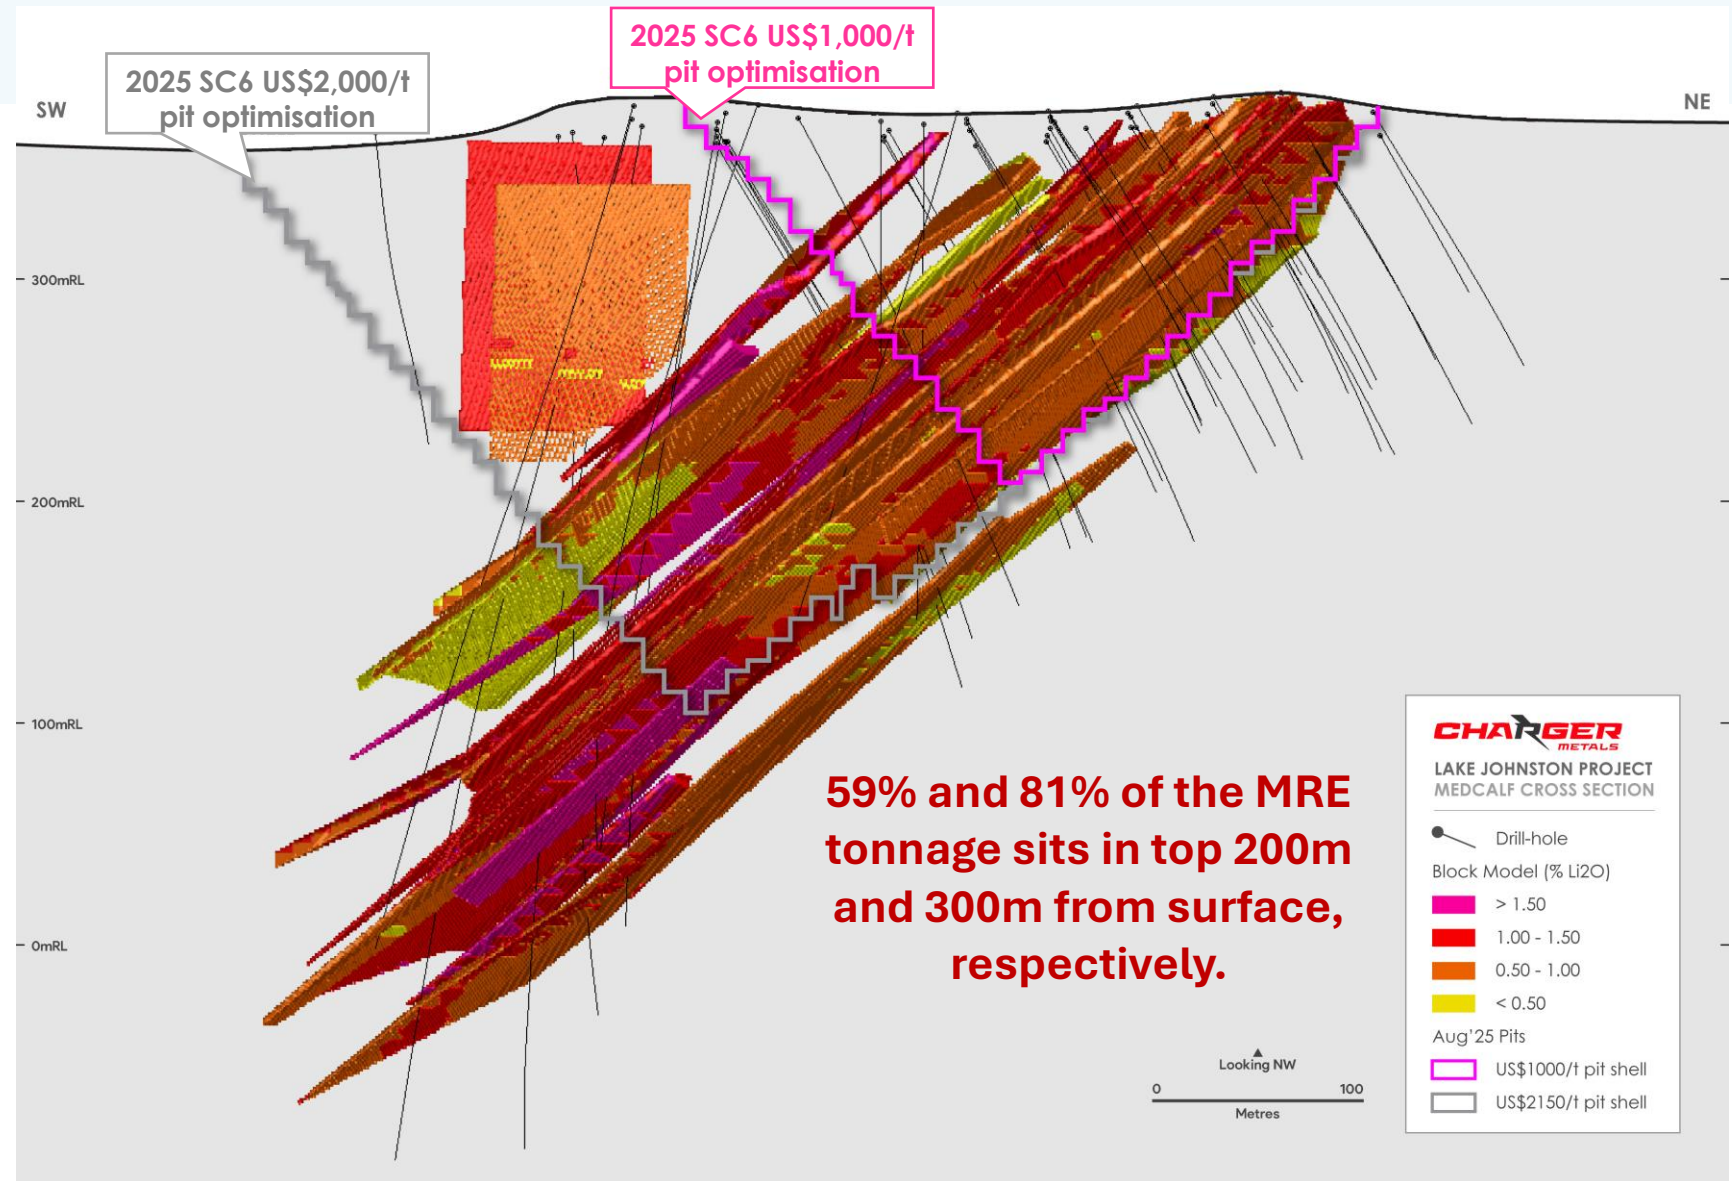 2025 SC6 US$1,000/t
pit optimisation
2025 SC6 US$2,000/t
pit optimisation
SW
NE
300mRL
200mRL
100mRL
0mRL
59% and 81% of the MRE
tonnage sits in top 200m
and 300m from surface,
respectively.
Looking NW
0 100
Metres
CHARGER
METALS
LAKE JOHNSTON PROJECT
MEDCALF CROSS SECTION
Drill-hole
Block Model (% Li2O)
> 1.50
1.00 - 1.50
0.50 - 1.00
< 0.50
Aug'25 Pits
US$1000/t pit shell
US$2150/t pit shell